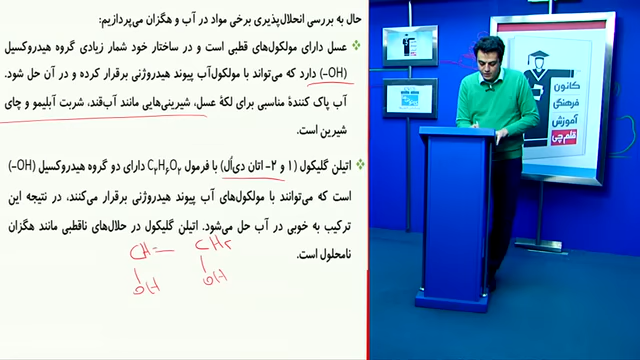 حال به بررسی انحلال‌پذیری برخی مواد در آب و هگزان می‌پردازیم:
عسل دارای مولکول‌های قطبی است و در ساختار خود شمار زیادی گروه هیدروکسیل
(OH–) دارد که می‌تواند با مولکول آب پیوند هیدروژنی برقرار کرده و در آن حل شود.
آب پاک کنندهٔ مناسبی برای لکهٔ عسل، شیرینی‌هایی مانند آب‌قند، شربت آبلیمو و چای
شیرین است.
اتیلن گلیکول (۱ و ۲- اتان دی‌اُل) با فرمول C₂H₆O₂ دارای دو گروه هیدروکسیل (OH–)
است که می‌توانند با مولکول‌های آب پیوند هیدروژنی برقرار می‌کنند، در نتیجه این
ترکیب به خوبی در آب حل می‌شود. اتیلن گلیکول در حلال‌های ناقطبی مانند هگزان
نامحلول است.
CH₂
OH OH
کانون
فرهنگی
آموزش
قلم‌چی